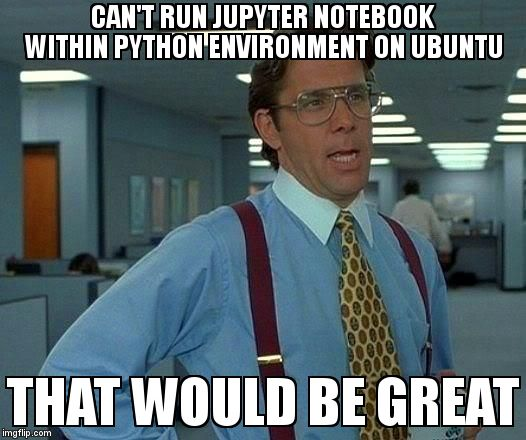 CAN'T RUN JUPYTER NOTEBOOK
WITHIN PYTHON ENVIRONMENT ON UBUNTU
THAT WOULD BE GREAT
imgflip.com